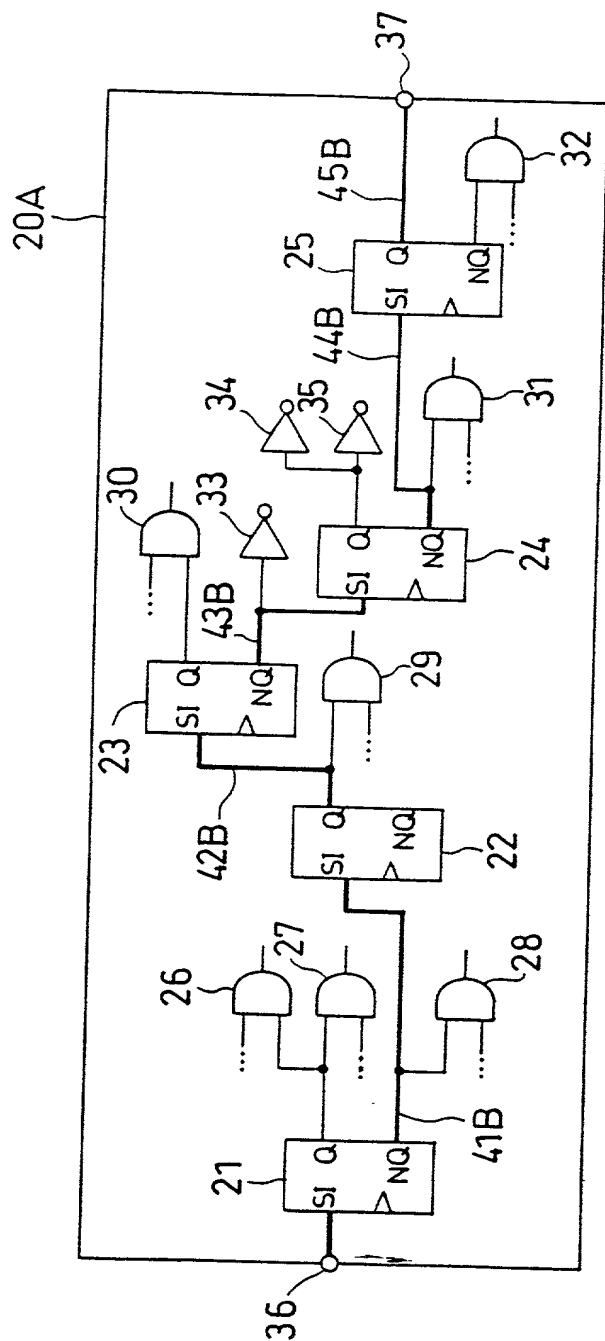 20A
36
21
SI
Q
NQ
41B
26
....
27
....
28
....
SI
Q
NQ
22
42B
29
....
23
SI
Q
NQ
43B
30
....
33
SI
Q
NQ
24
34
35
31
....
44B
25
SI
Q
NQ
45B
32
....
37